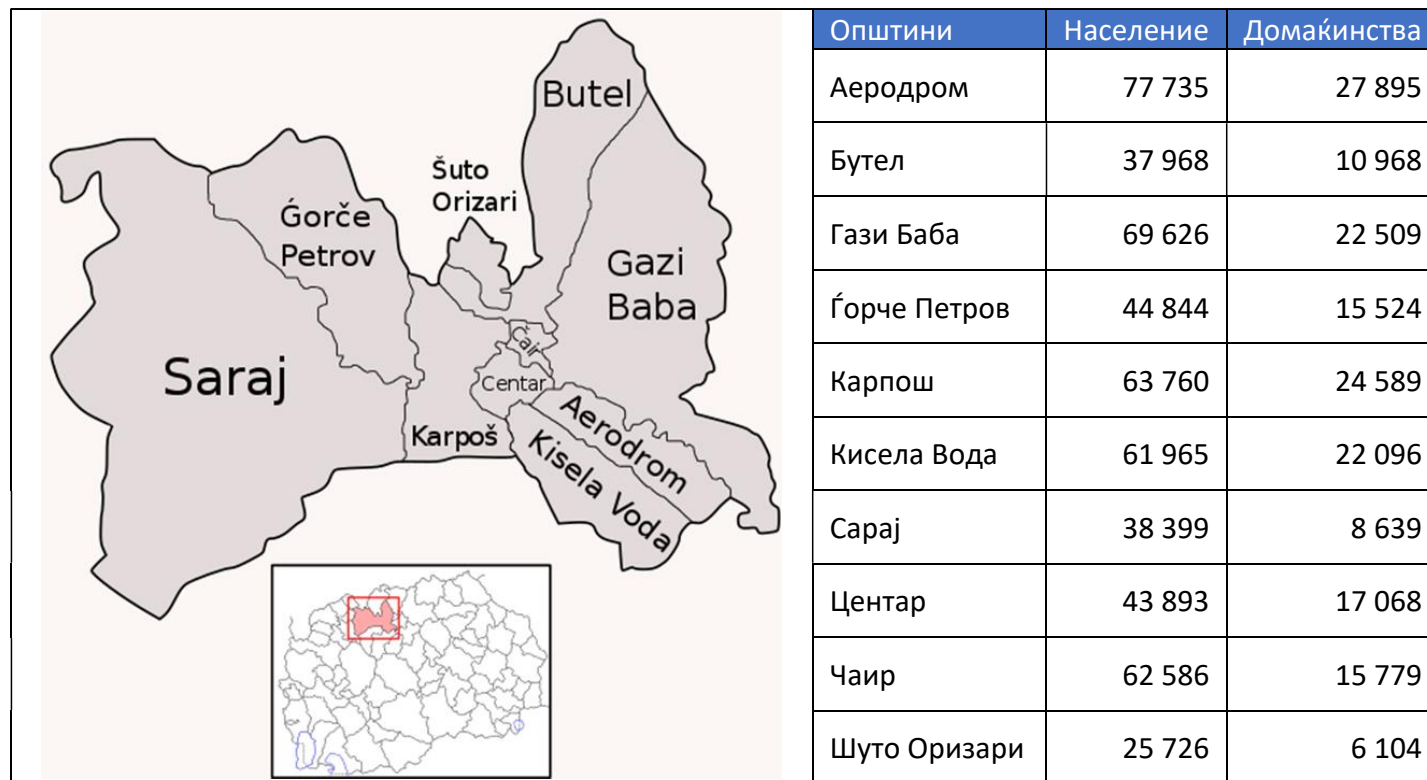 Butel
Šuto
Orizari
Ǵorče
Petrov
Gazi
Baba
Saraj
Čair
Centar
Karpoš
Aerodrom
Kisela Voda
Општини Население Домаќинства
Аеродром 77 735 27 895
Бутел 37 968 10 968
Гази Баба 69 626 22 509
Ѓорче Петров 44 844 15 524
Карпош 63 760 24 589
Кисела Вода 61 965 22 096
Сарај 38 399 8 639
Центар 43 893 17 068
Чаир 62 586 15 779
Шуто Оризари 25 726 6 104